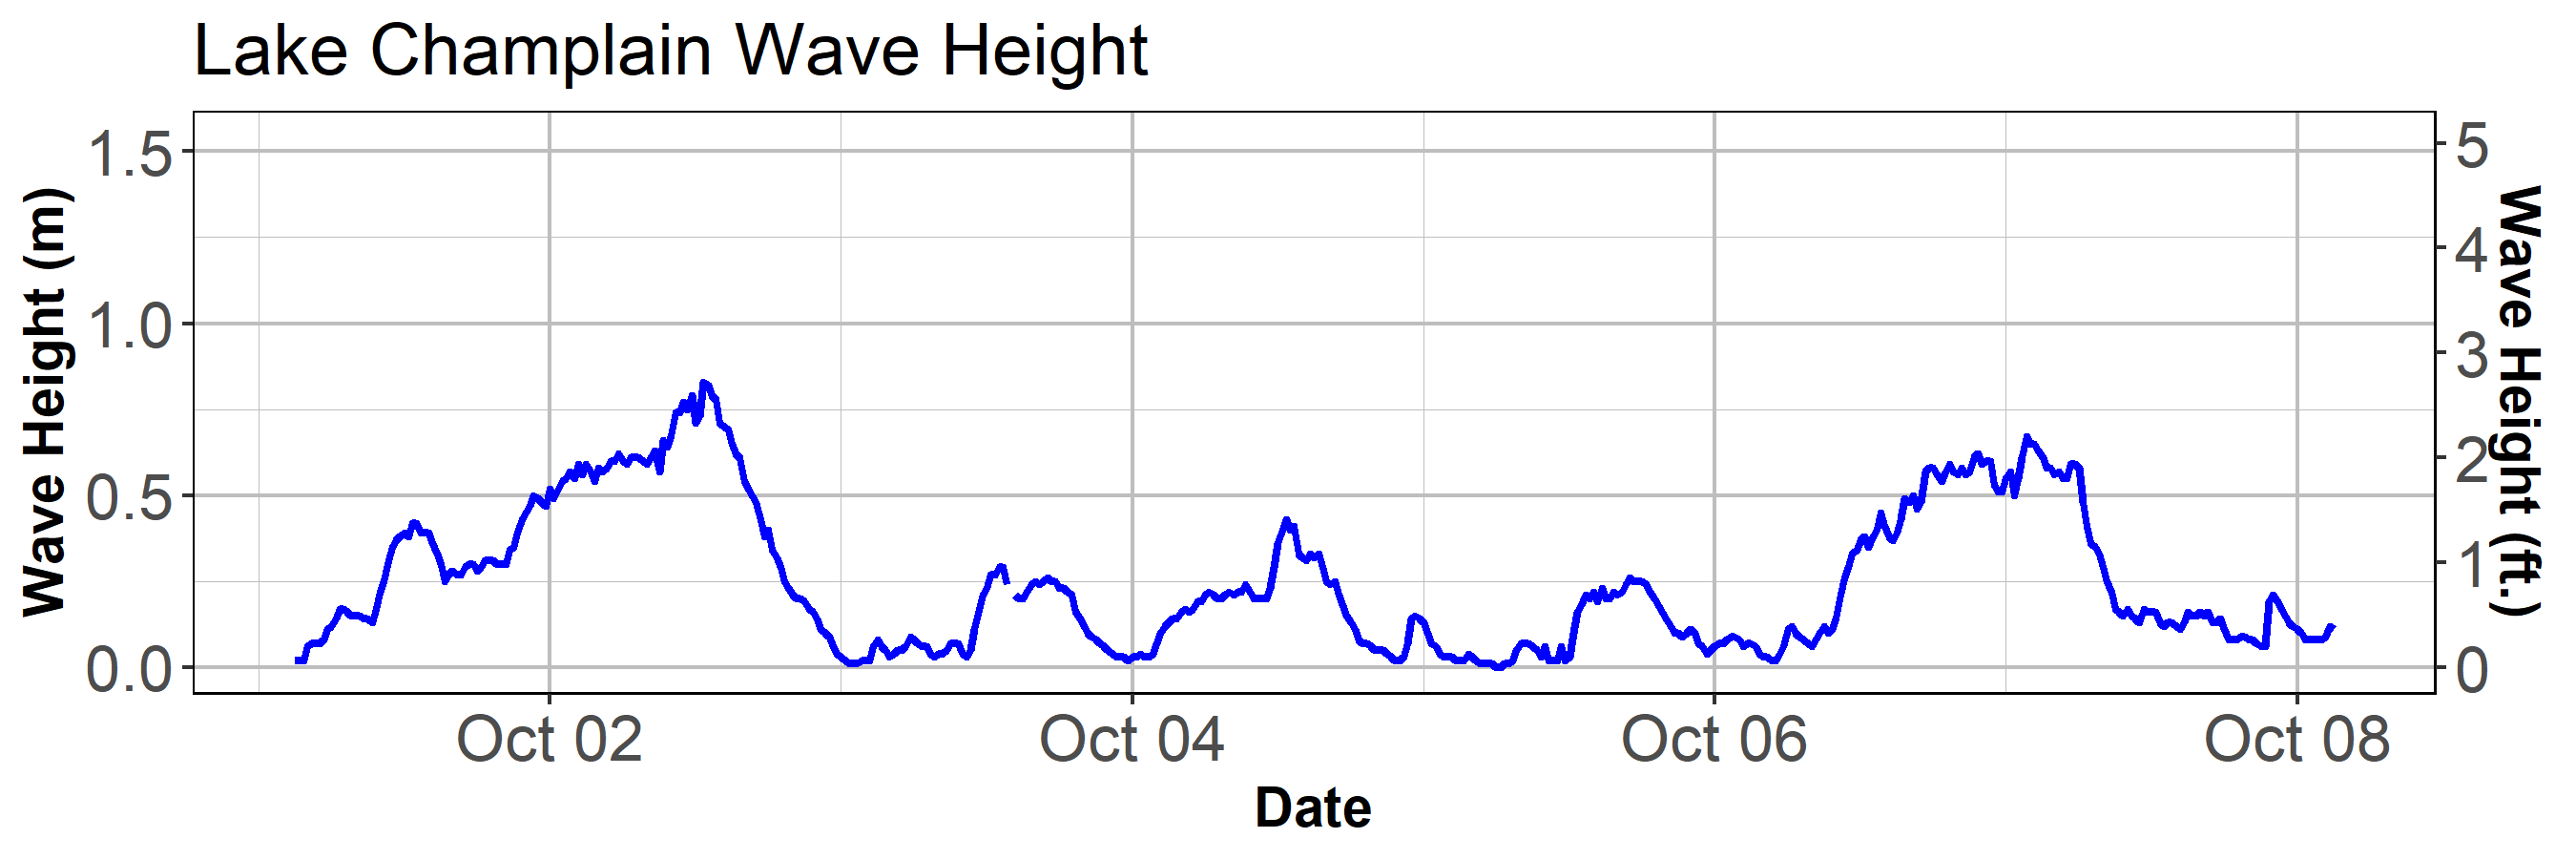 Lake Champlain Wave Height
Wave Height (m)
1.5
1.0
0.5
0.0
5
4
3
2
1
0
Wave Height (ft.)
Oct 02
Oct 04
Oct 06
Oct 08
Date